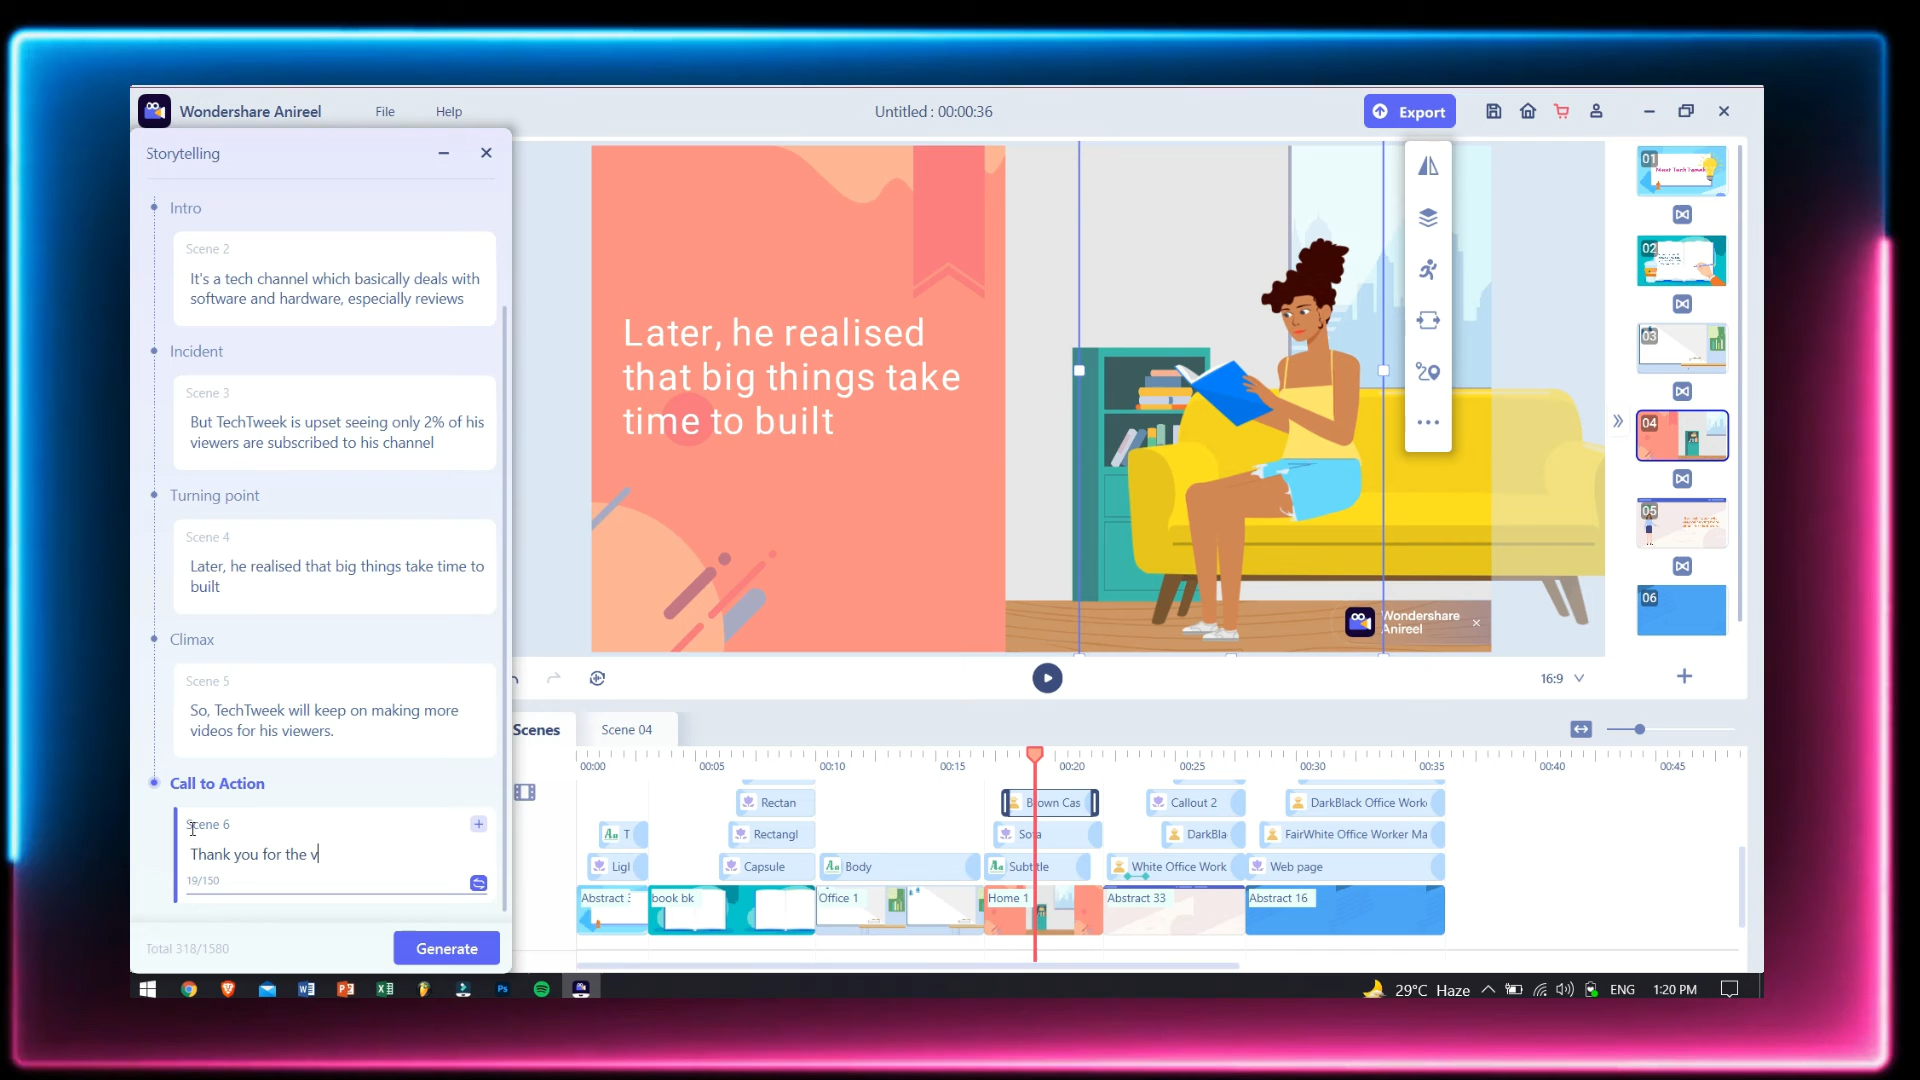 Wondershare Anireel
File
Help
Untitled : 00:00:36
Export
Storytelling
Intro
Scene 2
It's a tech channel which basically deals with
software and hardware, especially reviews
Incident
Scene 3
But TechTweek is upset seeing only 2% of his
viewers are subscribed to his channel
Turning point
Scene 4
Later, he realised that big things take time to
built
Climax
Scene 5
So, TechTweek will keep on making more
videos for his viewers.
Call to Action
Scene 6
Thank you for the v
19/150
Total 318/1580
Generate
Later, he realised
that big things take
time to built
Wondershare
Anireel
01
02
03
04
05
06
16:9
Scenes
Scene 04
00:00
00:05
00:10
00:15
00:20
00:25
00:30
00:35
00:40
00:45
Rectan
Brown Cas
Callout 2
DarkBlack Office Work
T
Rectangl
Sofa
DarkBla
FairWhite Office Worker Ma
Ligl
Capsule
Body
Subtitle
White Office Work
Web page
Abstract 3
book bk
Office 1
Home 1
Abstract 33
Abstract 16
29°C Haze
ENG
1:20 PM